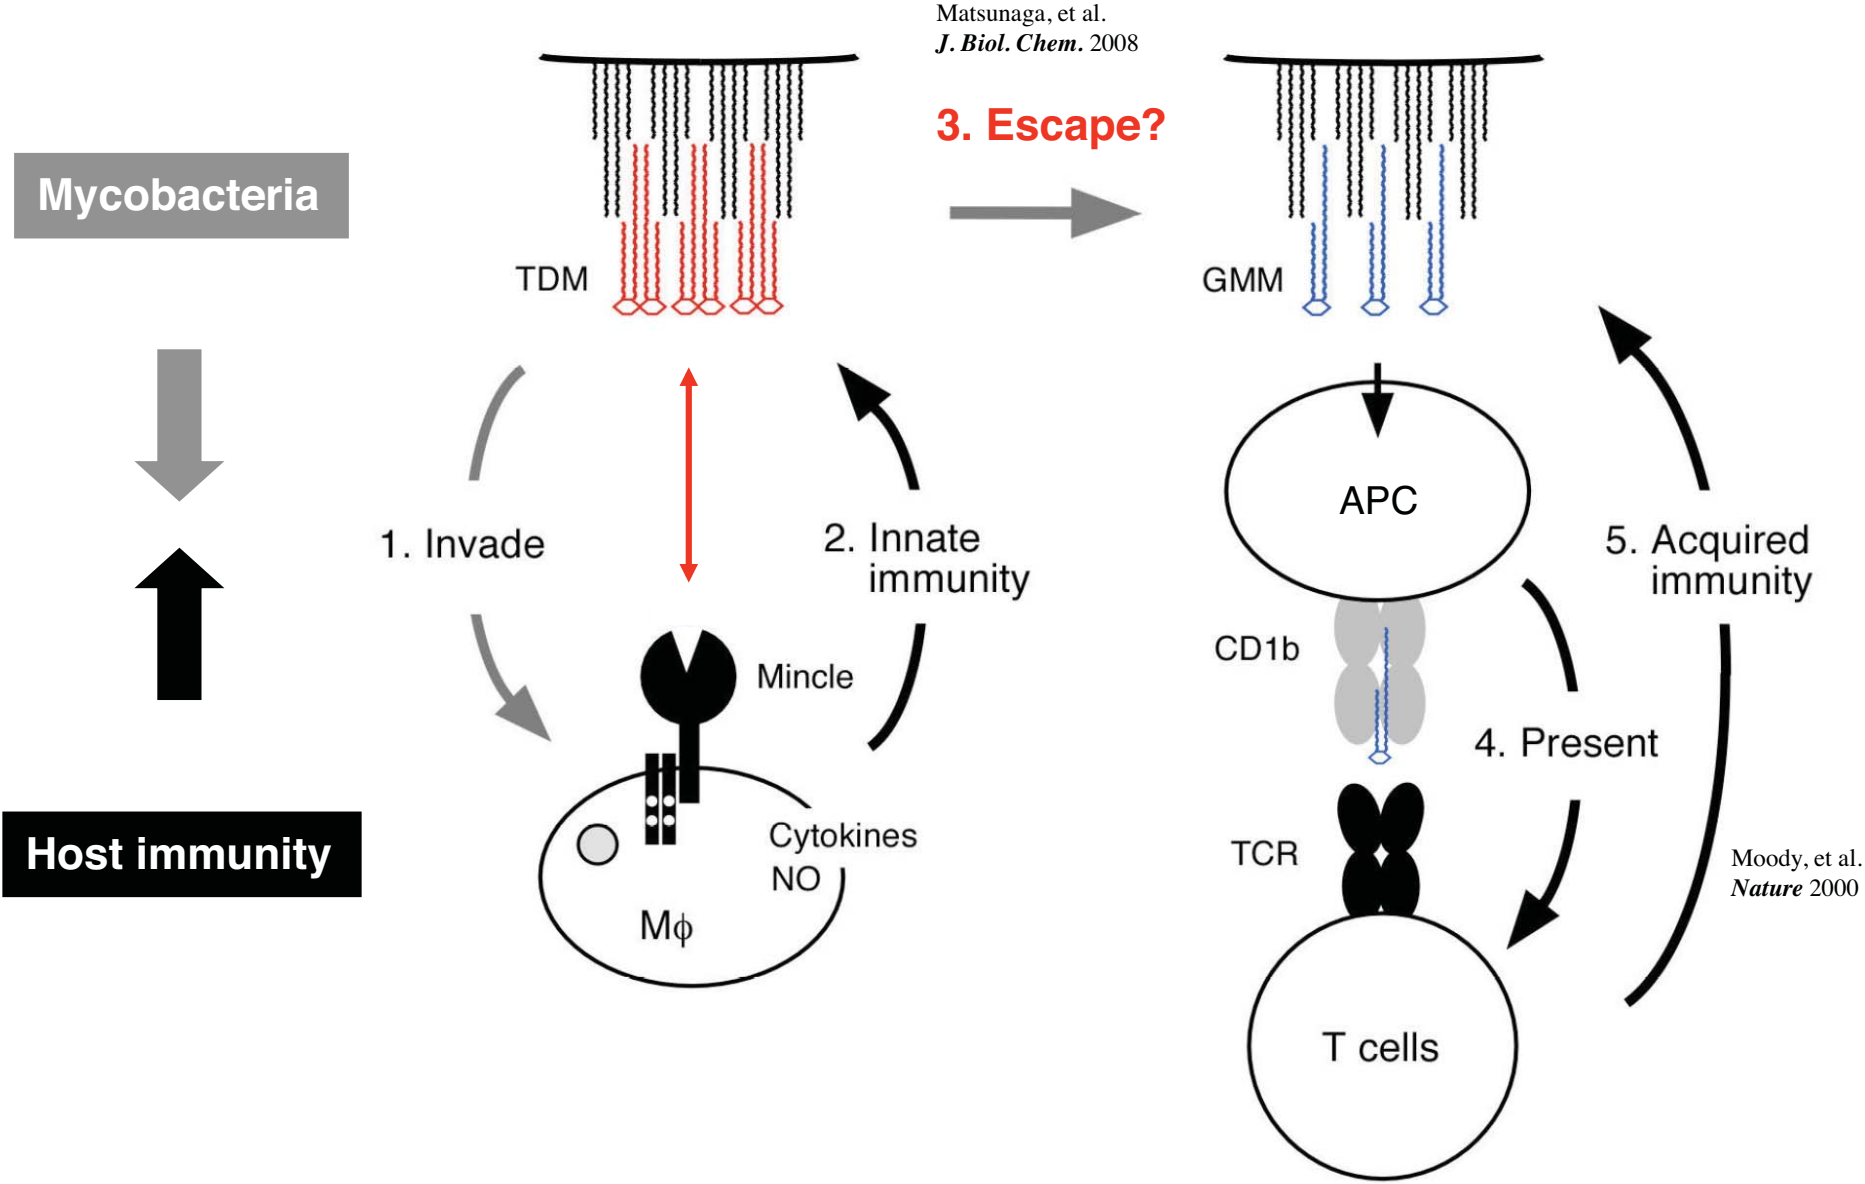 Matsunaga, et al.
J. Biol. Chem. 2008
3. Escape?
Mycobacteria
TDM
GMM
1. Invade
2. Innate
immunity
APC
5. Acquired
immunity
Mincle
CD1b
4. Present
Host immunity
Cytokines
NO
Mϕ
TCR
Moody, et al.
Nature 2000
T cells